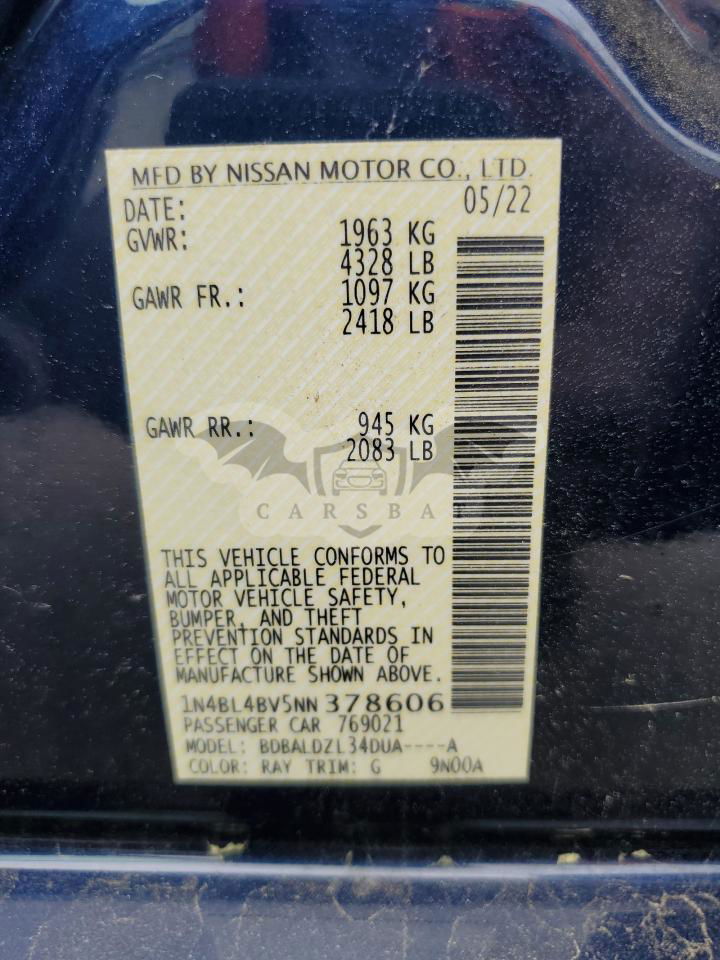 MFD BY NISSAN MOTOR CO., LTD.
DATE: 05/22
GVWR: 1963 KG
4328 LB
GAWR FR.: 1097 KG
2418 LB
GAWR RR.: 945 KG
2083 LB
CARSBAT
THIS VEHICLE CONFORMS TO
ALL APPLICABLE FEDERAL
MOTOR VEHICLE SAFETY,
BUMPER, AND THEFT
PREVENTION STANDARDS IN
EFFECT ON THE DATE OF
MANUFACTURE SHOWN ABOVE.
1N4BL4BV5NN378606
PASSENGER CAR 769021
MODEL: BDBALDZL34DUA----A
COLOR: RAY TRIM: G 9N00A